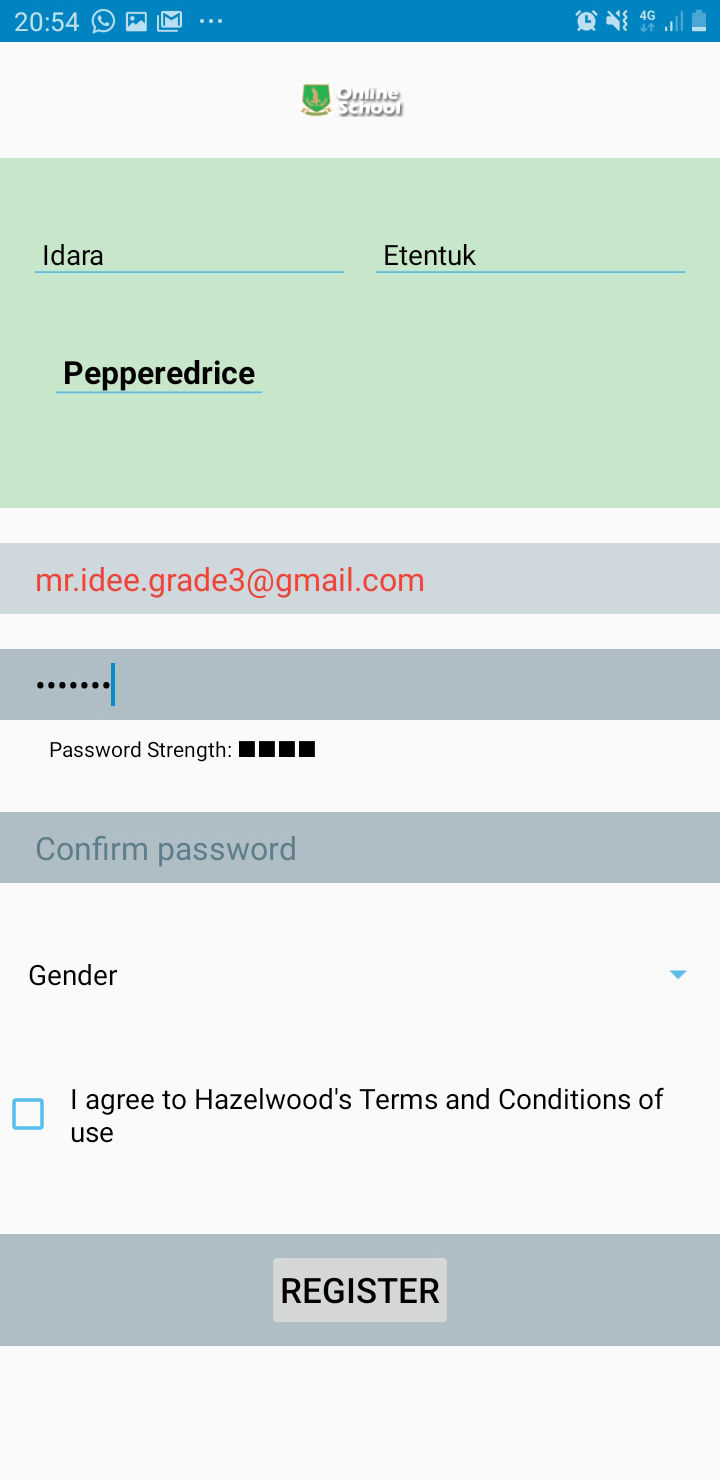 20:54
4G
Online
School
Idara
Etentuk
Pepperedrice
mr.idee.grade3@gmail.com
•••••••
Password Strength: ■■■■
Confirm password
Gender
I agree to Hazelwood's Terms and Conditions of
use
REGISTER